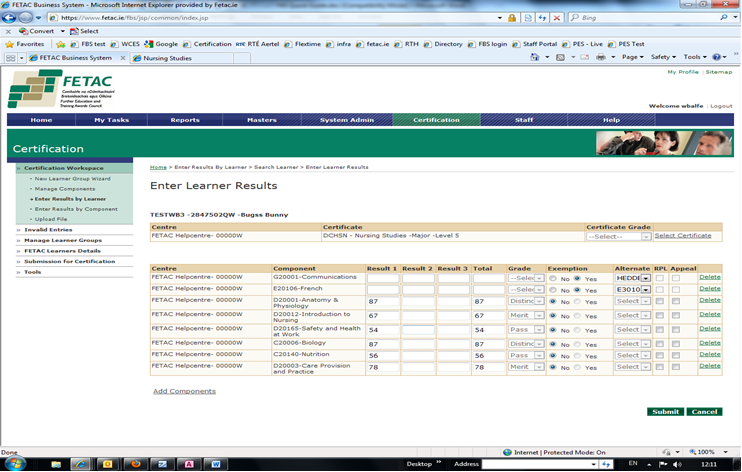 FETAC Business System - Microsoft Internet Explorer provided by Fetac.ie
https://www.fetac.ie/fbs/jsp/common/index.jsp
Bing
x Convert Select
Favorites FBS test WCES Google Certification RTÉ Aertel Flextime infra fetac.ie RTH Directory FBS login Staff Portal PES - Live PES Test
FETAC Business System Nursing Studies Page Safety Tools
My Profile | Sitemap
FETAC
Comhairle na nDámhachtainí
Breisoideachais agus Oiliúna
Further Education and
Training Awards Council
Welcome wbalfe | Logout
Home My Tasks Reports Masters System Admin Certification Staff Help
Certification
Certification Workspace
New Learner Group Wizard
Manage Components
Enter Results by Learner
Enter Results by Component
Upload File
Invalid Entries
Manage Learner Groups
FETAC Learners Details
Submission for Certification
Tools
Home > Enter Results By Learner > Search Learner > Enter Learner Results
Enter Learner Results
TESTWB3 -2847502QW -Bugss Bunny
Centre Certificate Certificate Grade
FETAC Helpcentre- 00000W DCHSN - Nursing Studies -Major -Level 5 --Select-- Select Certificate
Centre Component Result 1 Result 2 Result 3 Total Grade Exemption Alternate RPL Appeal
FETAC Helpcentre- 00000W G20001-Communications --Selec No Yes HEDDE Delete
FETAC Helpcentre- 00000W E20106-French --Selec No Yes E3010 Delete
FETAC Helpcentre- 00000W D20001-Anatomy & Physiology 87 87 Distinc No Yes Select Delete
FETAC Helpcentre- 00000W D20012-Introduction to Nursing 67 67 Merit No Yes Select Delete
FETAC Helpcentre- 00000W D20165-Safety and Health at Work 54 54 Pass No Yes Select Delete
FETAC Helpcentre- 00000W C20006-Biology 87 87 Distinc No Yes Select Delete
FETAC Helpcentre- 00000W C20140-Nutrition 56 56 Pass No Yes Select Delete
FETAC Helpcentre- 00000W D20003-Care Provision and Practice 78 78 Merit No Yes Select Delete
Add Components
Submit Cancel
Done Internet | Protected Mode: On 100%
Desktop Address EN 12:11